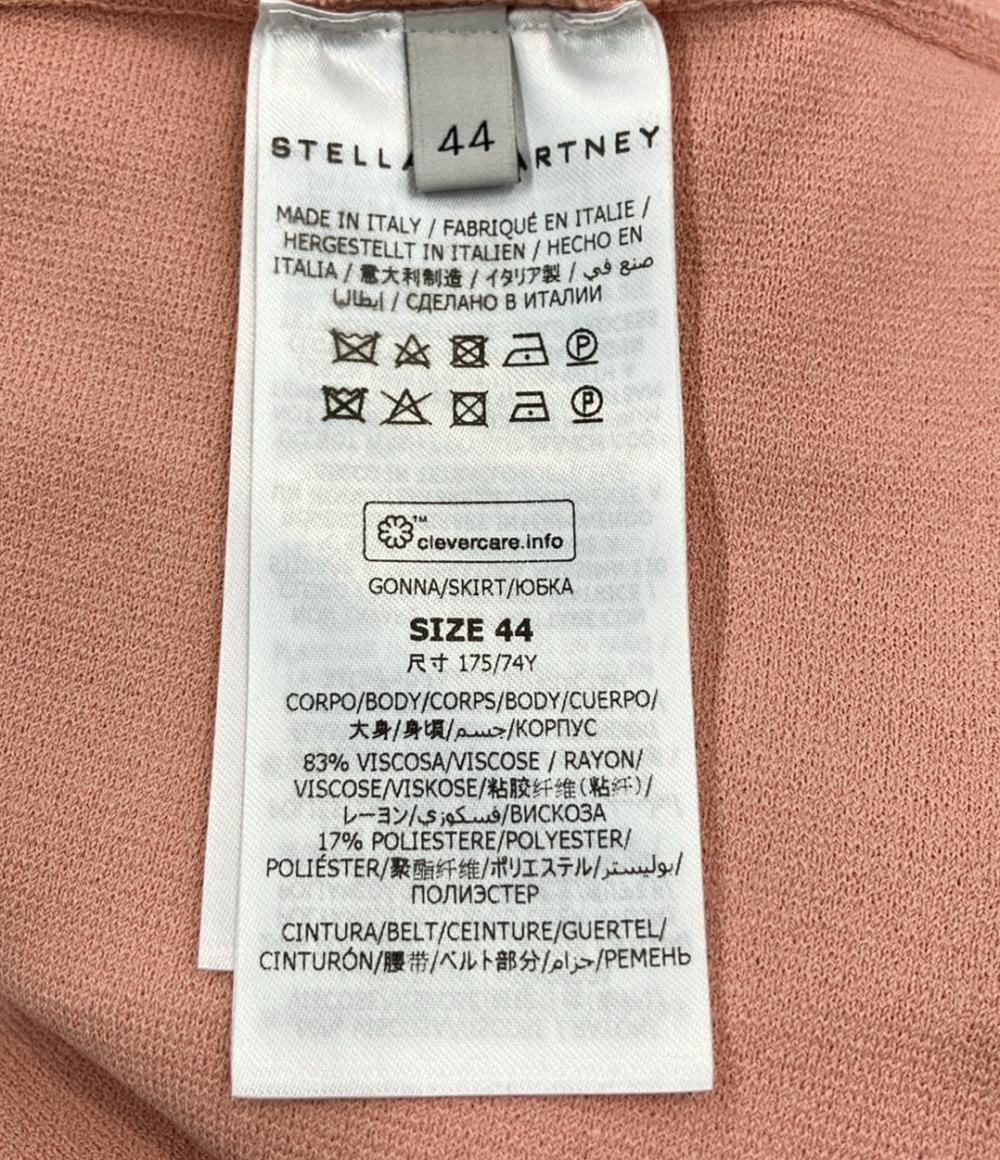 44
STELL ARTNEY
MADE IN ITALY / FABRIQUÉ EN ITALIE /
HERGESTELLT IN ITALIEN / HECHO EN
ITALIA / 意大利制造 / イタリア製 / صنع في
إيطاليا / СДЕЛАНО В ИТАЛИИ
P
P
TM
clevercare.info
GONNA/SKIRT/ЮБКА
SIZE 44
尺寸 175/74Y
CORPO/BODY/CORPS/BODY/CUERPO/
大身/身頃/جسم/КОРПУС
83% VISCOSA/VISCOSE / RAYON/
VISCOSE/VISKOSE/粘胶纤维(粘纤)/
レーヨン/فسكوزي/ВИСКОЗА
17% POLIESTERE/POLYESTER/
POLIÉSTER/聚酯纤维/ポリエステル/بوليستر/
ПОЛИЭСТЕР
CINTURA/BELT/CEINTURE/GUERTEL/
CINTURÓN/腰带/ベルト部分/حزام/РЕМЕНЬ